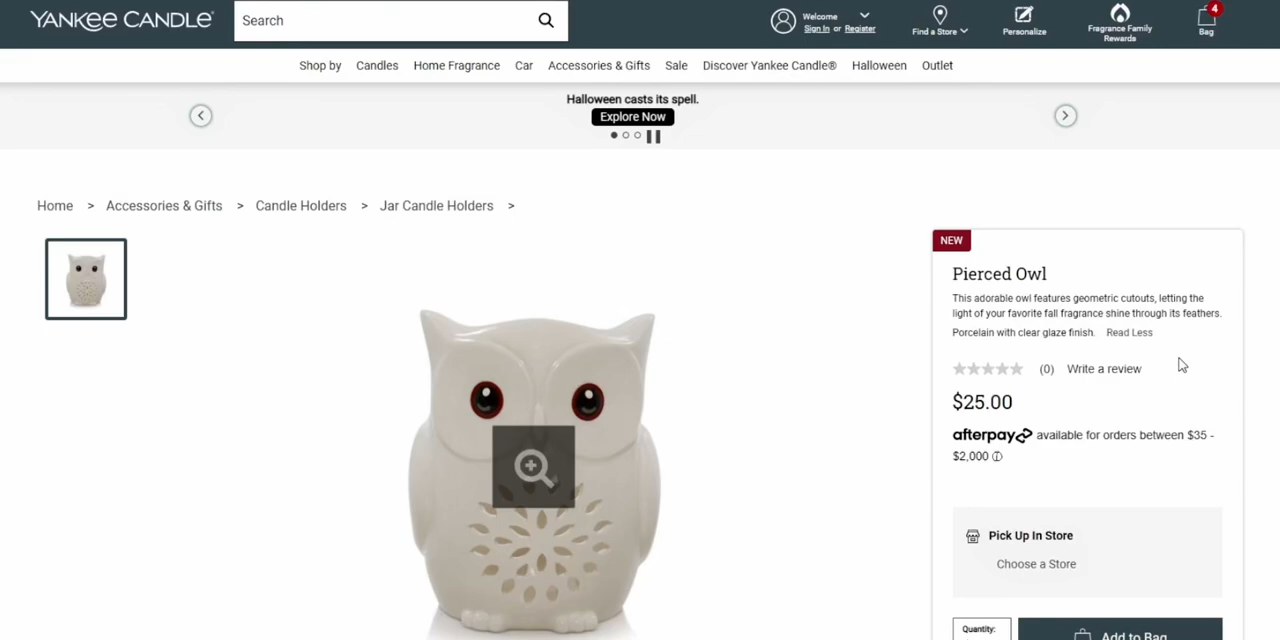 YANKEE CANDLE®
Search
Welcome
Sign In or Register
Find a Store
Personalize
Fragrance Family
Rewards
4
Bag
Shop by
Candles
Home Fragrance
Car
Accessories & Gifts
Sale
Discover Yankee Candle®
Halloween
Outlet
Halloween casts its spell.
Explore Now
Home > Accessories & Gifts > Candle Holders > Jar Candle Holders >
NEW
Pierced Owl
This adorable owl features geometric cutouts, letting the
light of your favorite fall fragrance shine through its feathers.
Porcelain with clear glaze finish. Read Less
(0) Write a review
$25.00
afterpay available for orders between $35 -
$2,000
Pick Up In Store
Choose a Store
Quantity:
Add to Bag